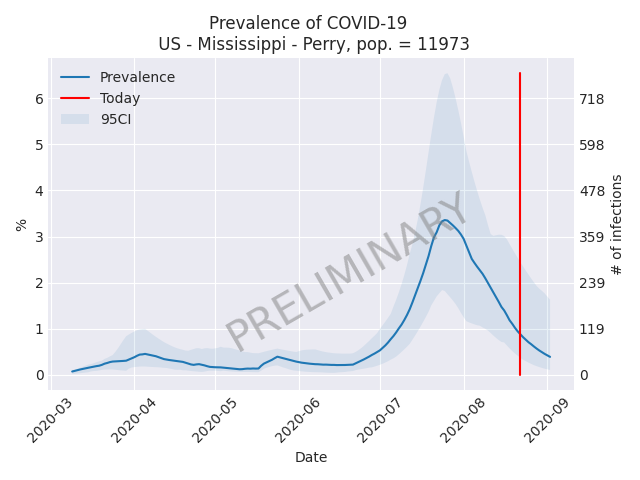 Prevalence of COVID-19
US - Mississippi - Perry, pop. = 11973
Prevalence
Today
95CI
%
6
5
4
3
2
1
0
718
598
478
359
239
119
0
# of infections
PRELIMINARY
2020-03
2020-04
2020-05
2020-06
2020-07
2020-08
2020-09
Date